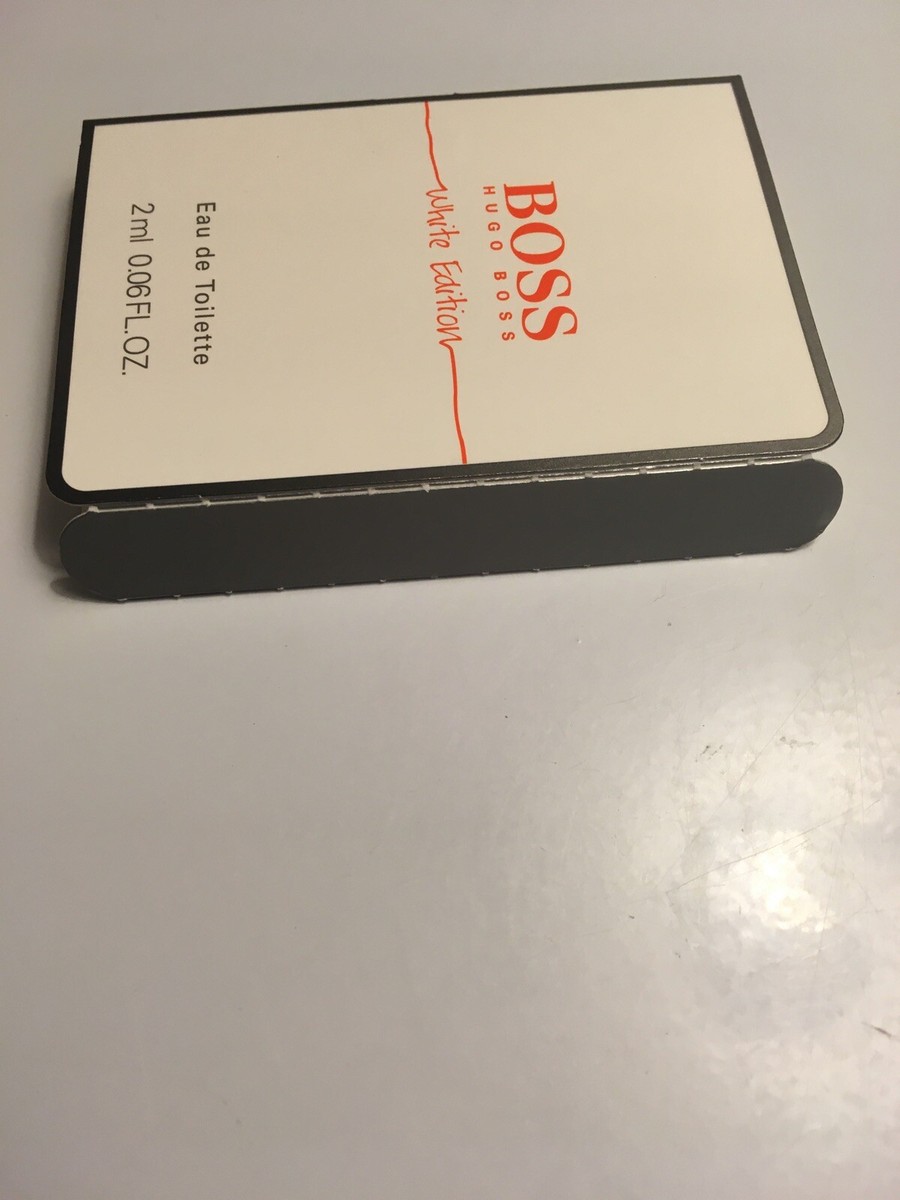 BOSS
HUGO BOSS
White Edition
Eau de Toilette
2ml 0.06FL.OZ.